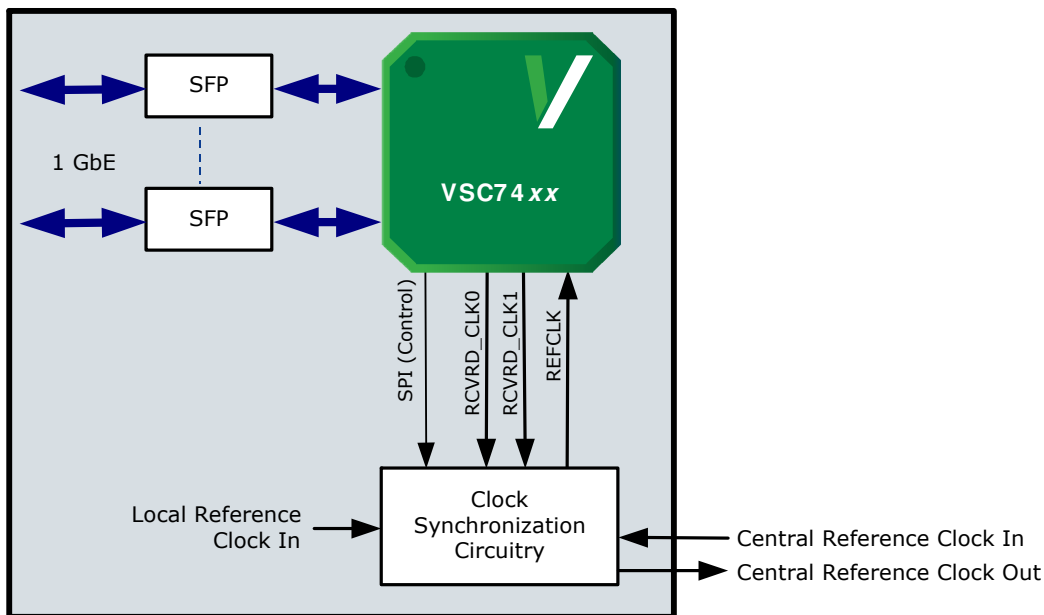 SFP
1 GbE
SFP
VSC74xx
SPI (Control)
RCVRD_CLK0
RCVRD_CLK1
REFCLK
Local Reference
Clock In
Clock
Synchronization
Circuitry
Central Reference Clock In
Central Reference Clock Out